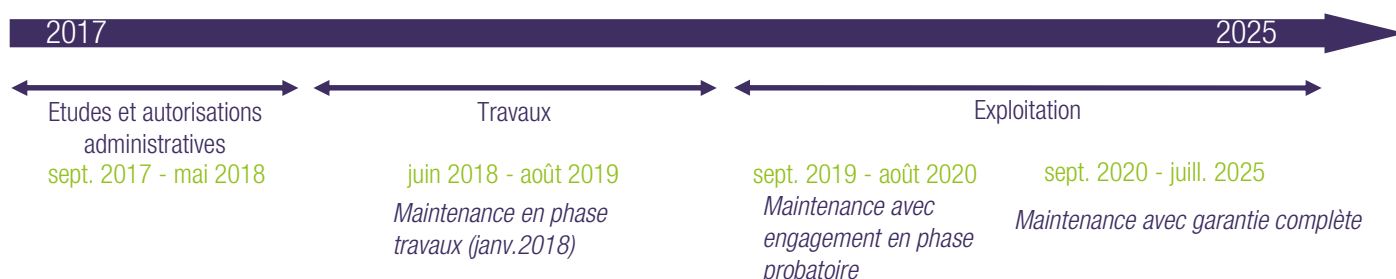 2017
2025
Etudes et autorisations
administratives
sept. 2017 - mai 2018
Travaux
juin 2018 - août 2019
Maintenance en phase
travaux (janv.2018)
Exploitation
sept. 2019 - août 2020
Maintenance avec
engagement en phase
probatoire
sept. 2020 - juill. 2025
Maintenance avec garantie complète